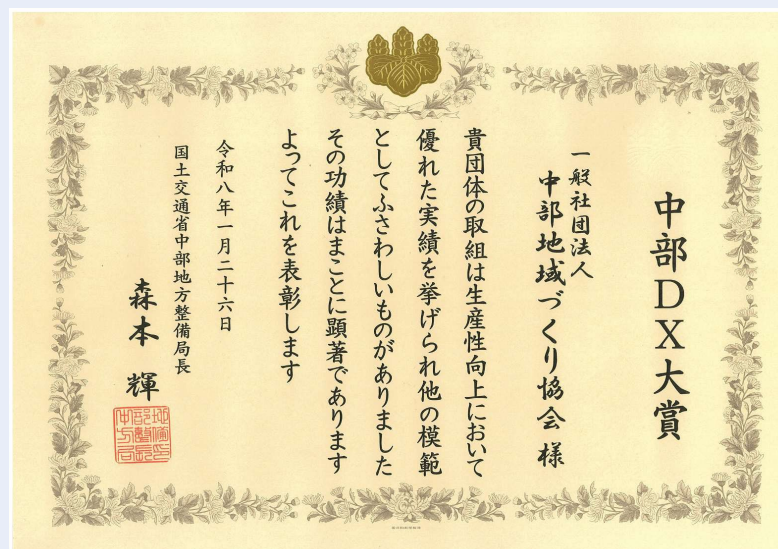 中部DX大賞
一般社団法人
中部地域づくり協会 様
貴団体の取組は生産性向上において
優れた実績を挙げられ他の模範
としてふさわしいものがありました
その功績はまことに顕著であります
よってこれを表彰します
令和八年一月二十六日
国土交通省中部地方整備局長
森本 輝